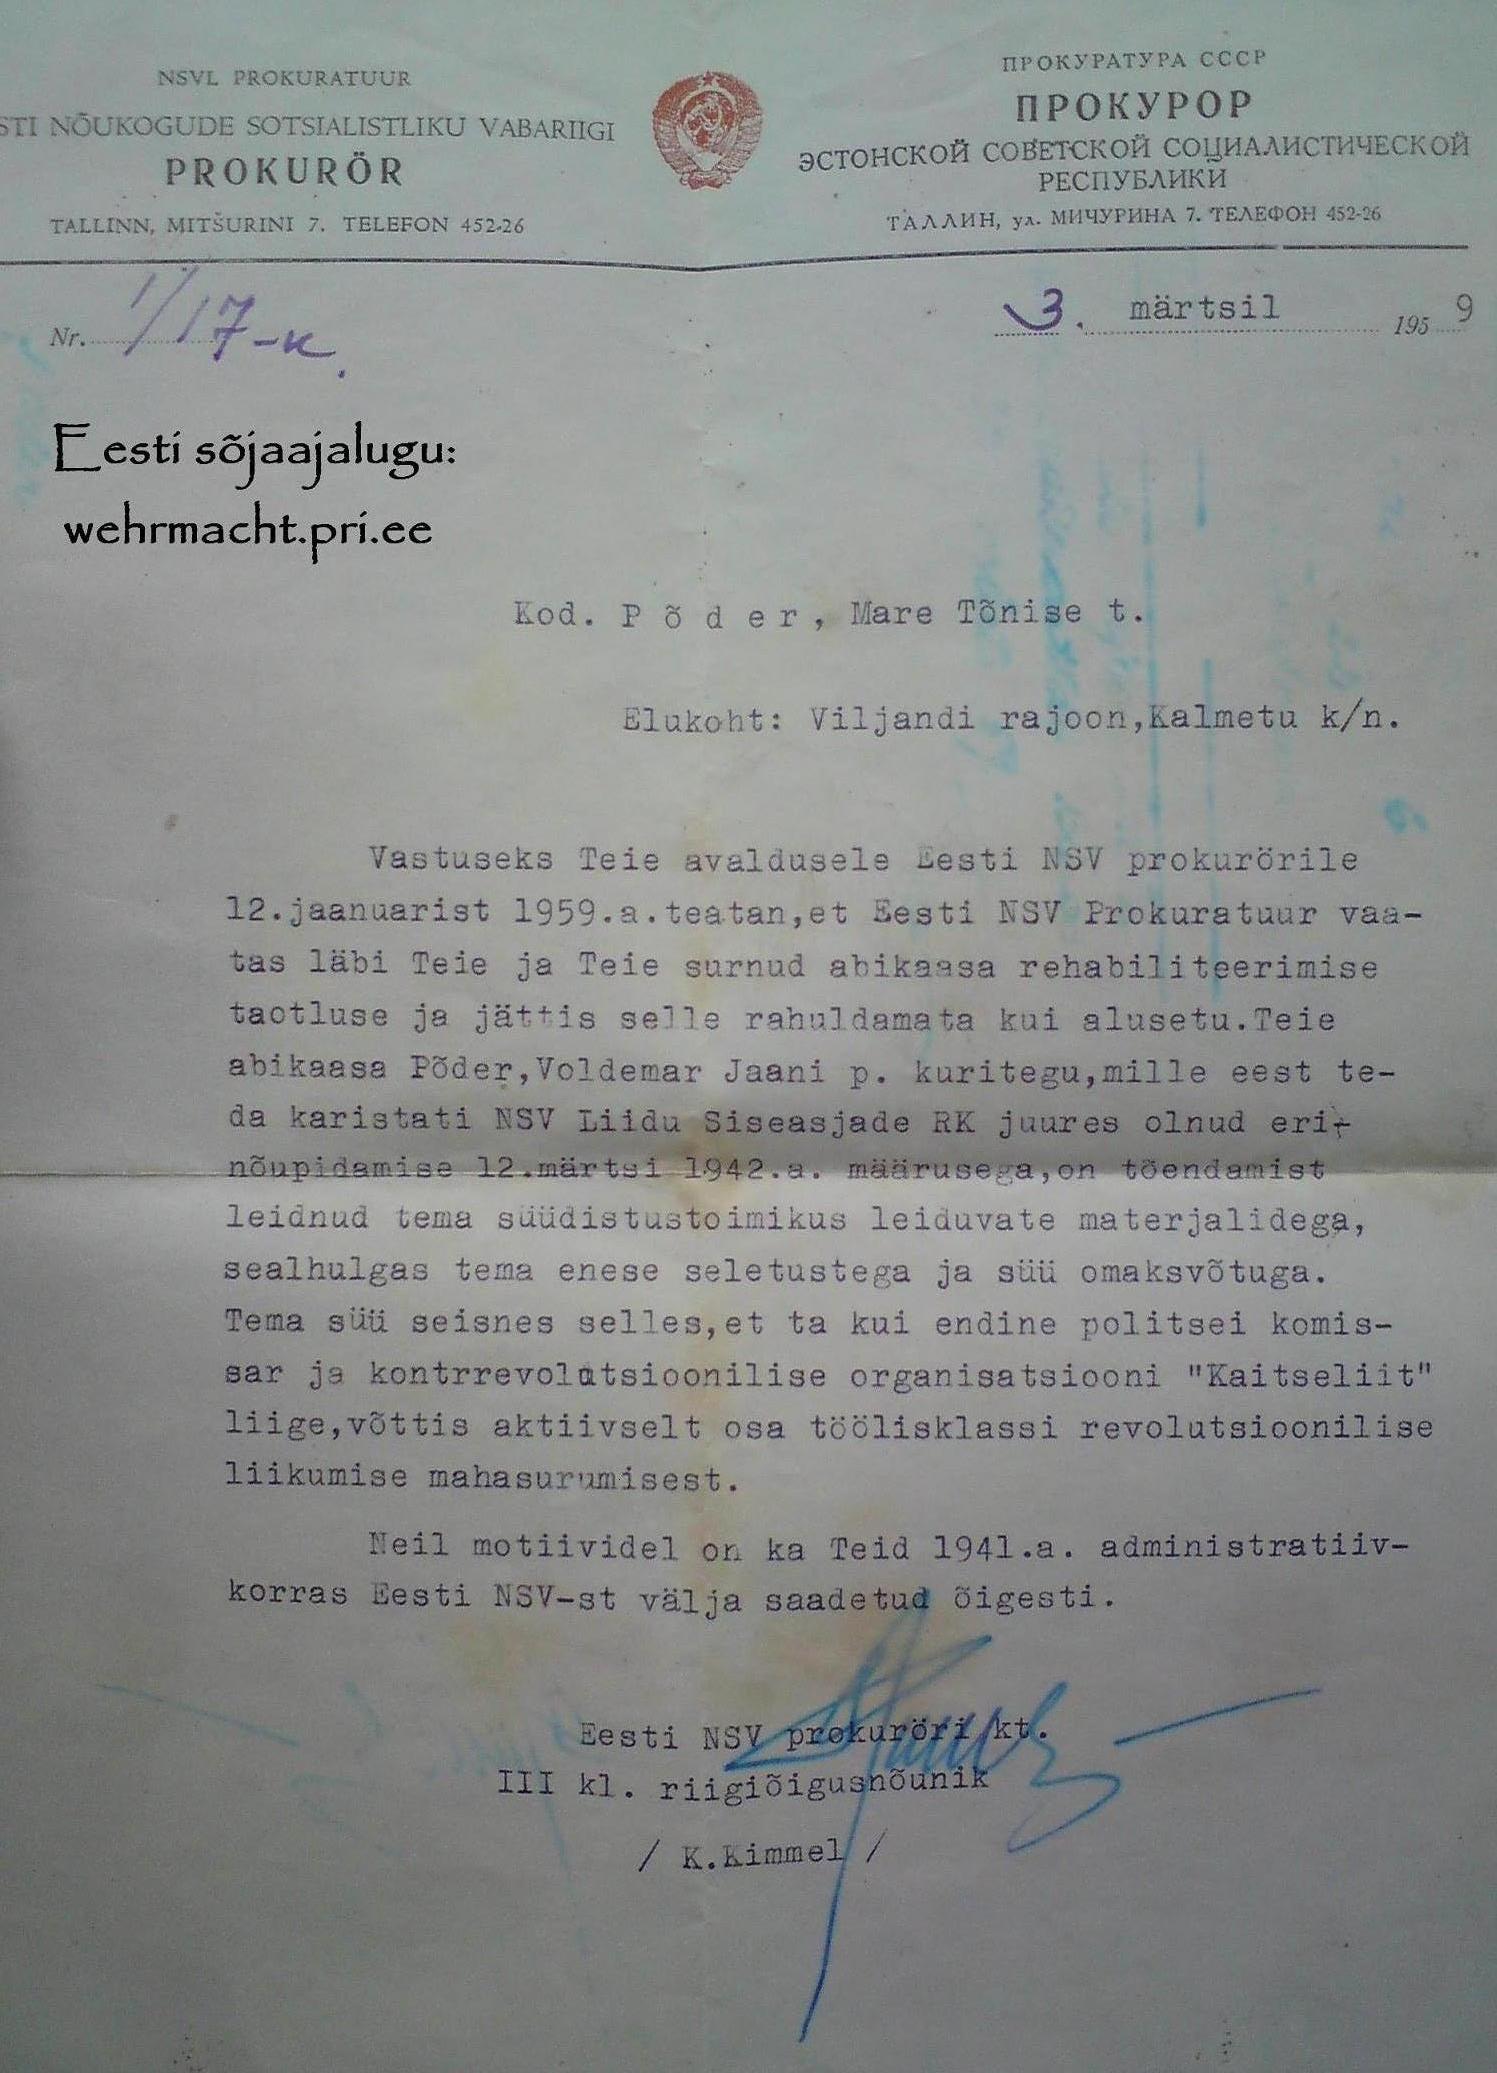 NSVL PROKURATUUR
STI NÕUKOGUDE SOTSIALISTLIKU VABARIIGI
PROKURÖR
TALLINN, MITŠURINI 7. TELEFON 452-26
ПРОКУРАТУРА СССР
ПРОКУРОР
ЭСТОНСКОЙ СОВЕТСКОЙ СОЦИАЛИСТИЧЕСКОЙ
РЕСПУБЛИКИ
ТАЛЛИН, ул. МИЧУРИНА 7. ТЕЛЕФОН 452-26
Nr. 1/17-к.
3. märtsil 1959
Eesti sõjaajalugu:
wehrmacht.pri.ee
Kod. P õ d e r, Mare Tõnise t.
Elukoht: Viljandi rajoon,Kalmetu k/n.
Vastuseks Teie avaldusele Eesti NSV prokurörile
12.jaanuarist 1959.a.teatan,et Eesti NSV Prokuratuur vaa-
tas läbi Teie ja Teie surnud abikaasa rehabiliteerimise
taotluse ja jättis selle rahuldamata kui alusetu.Teie
abikaasa Põder,Voldemar Jaani p. kuritegu,mille eest te-
da karistati NSV Liidu Siseasjade RK juures olnud eri-
nõupidamise 12.märtsi 1942.a. määrusega,on tõendamist
leidnud tema süüdistustoimikus leiduvate materjalidega,
sealhulgas tema enese seletustega ja süü omaksvõtuga.
Tema süü seisnes selles,et ta kui endine politsei komis-
sar ja kontrrevolutsioonilise organisatsiooni "Kaitseliit"
liige,võttis aktiivselt osa töölisklassi revolutsioonilise
liikumise mahasurumisest.
Neil motiividel on ka Teid 1941.a. administratiiv-
korras Eesti NSV-st välja saadetud õigesti.
Eesti NSV prokuröri kt.
III kl. riigiõigusnõunik
/ K.Kimmel /